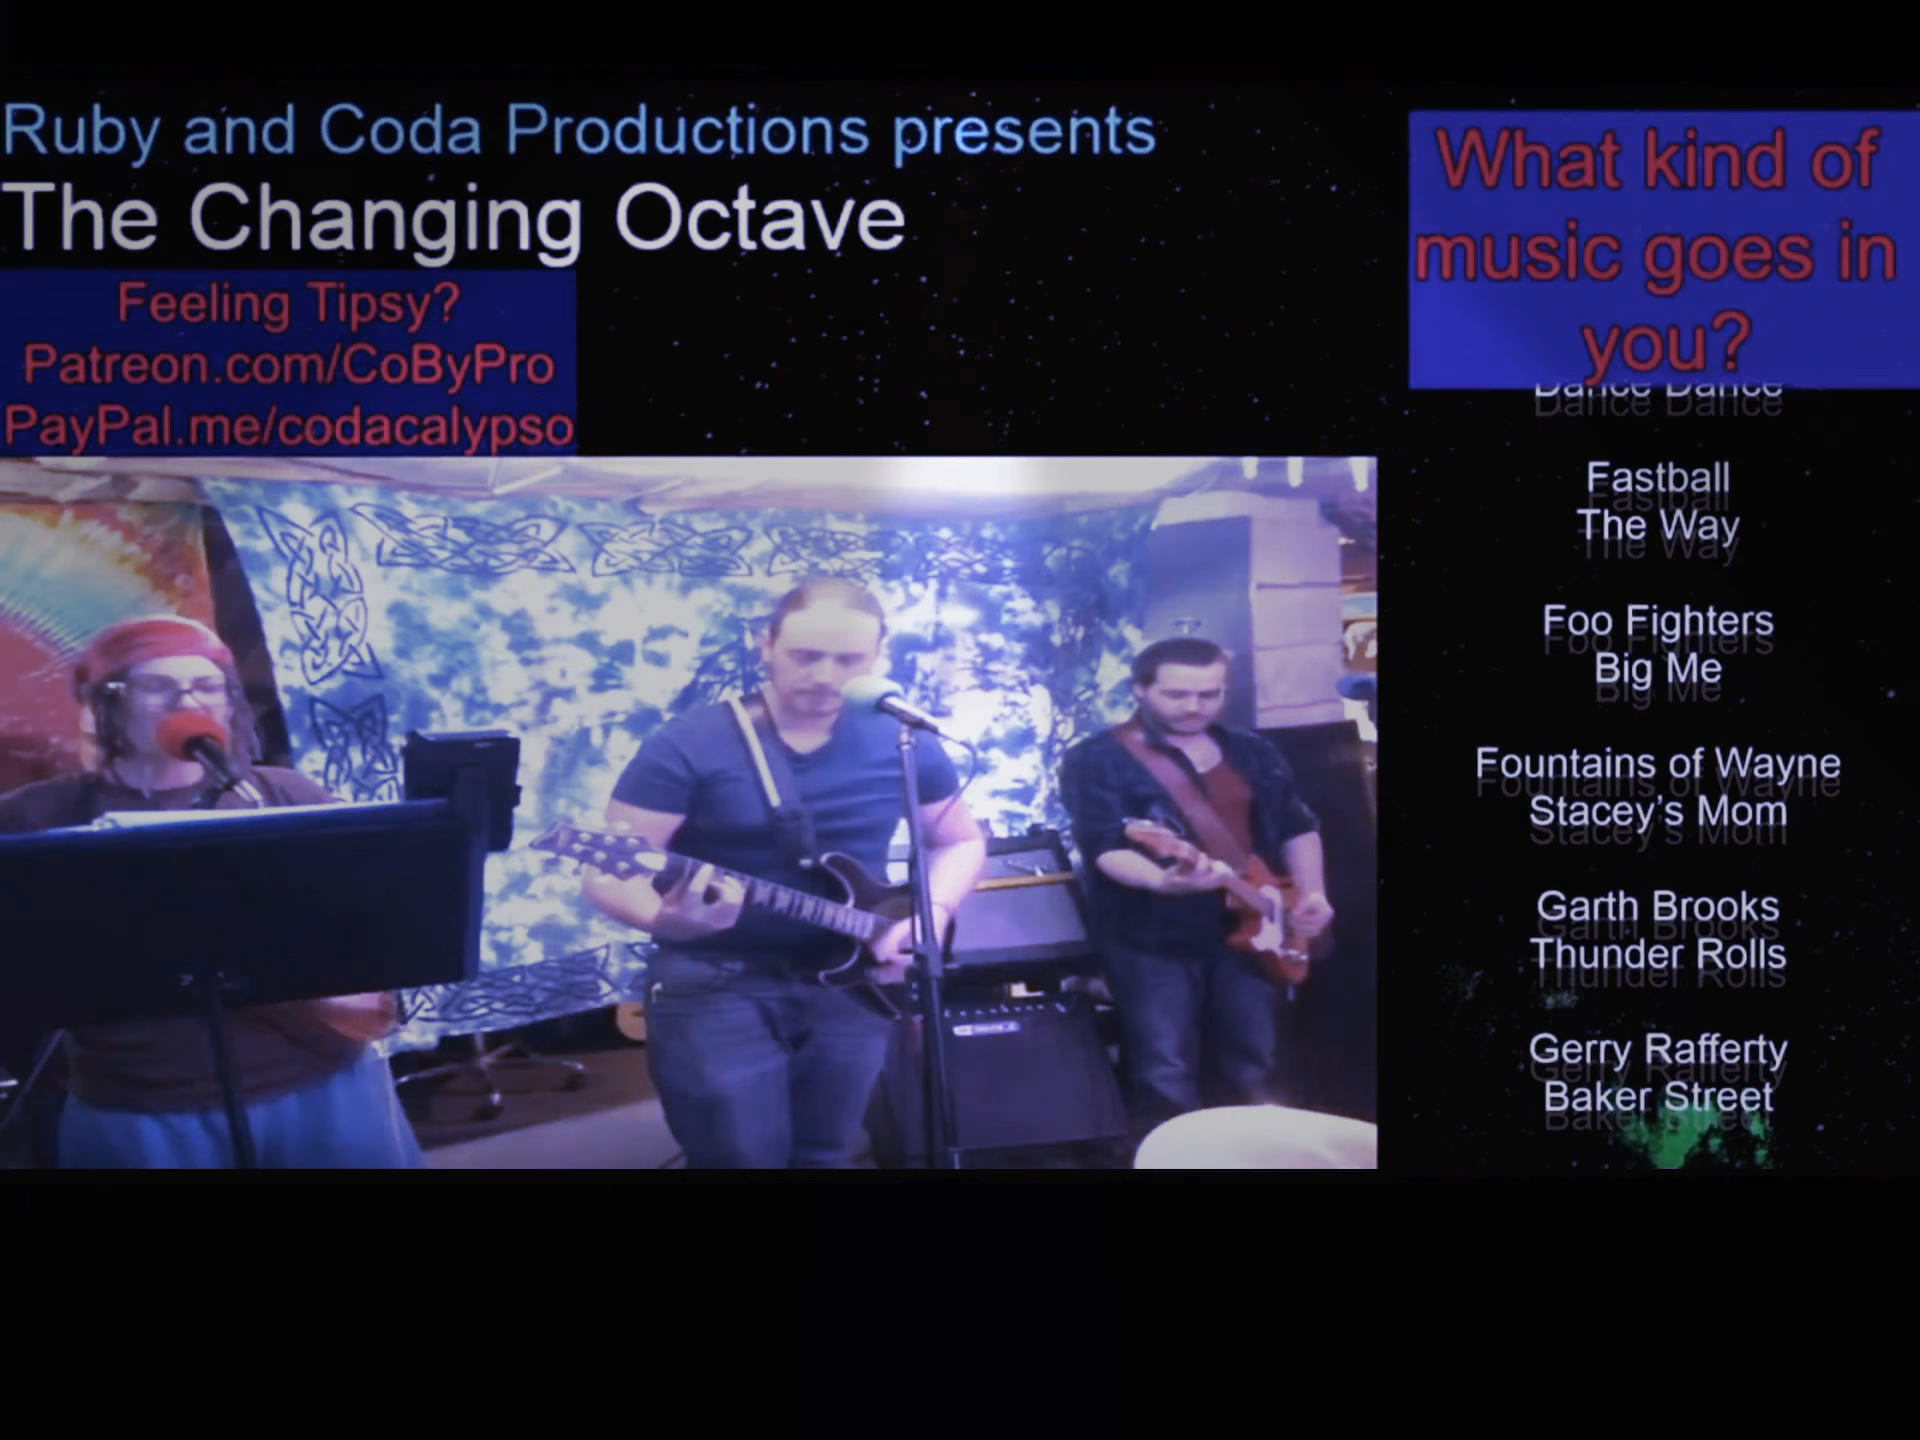 Ruby and Coda Productions presents
The Changing Octave
Feeling Tipsy?
Patreon.com/CoByPro
PayPal.me/codacalypso
What kind of
music goes in
you?
Dance Dance
Fastball
The Way
Foo Fighters
Big Me
Fountains of Wayne
Stacey’s Mom
Garth Brooks
Thunder Rolls
Gerry Rafferty
Baker Street